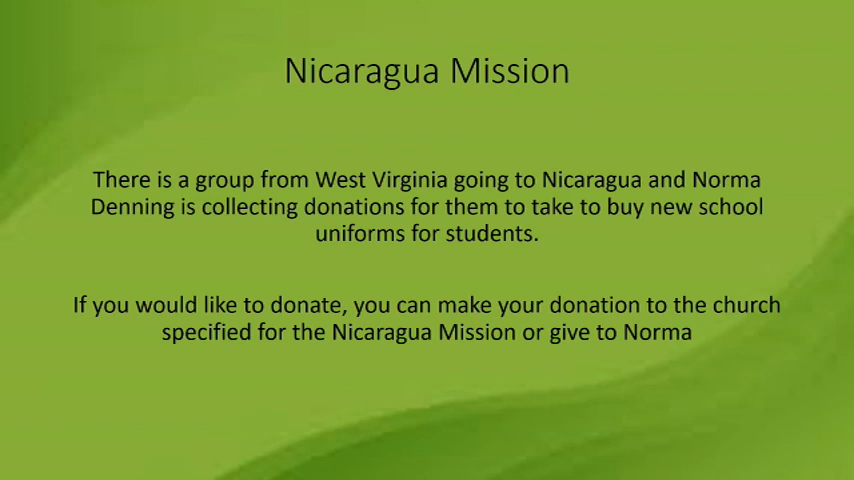 Nicaragua Mission
There is a group from West Virginia going to Nicaragua and Norma
Denning is collecting donations for them to take to buy new school
uniforms for students.
If you would like to donate, you can make your donation to the church
specified for the Nicaragua Mission or give to Norma